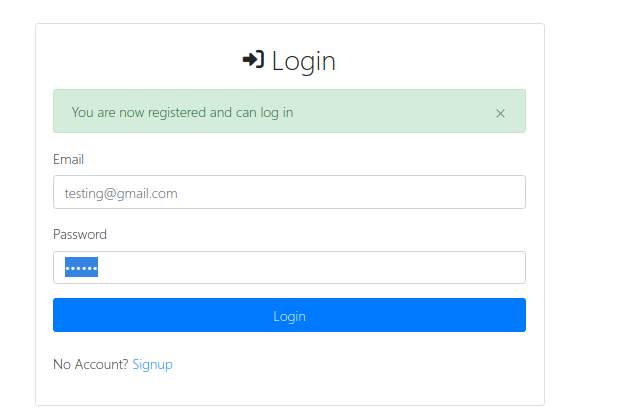 Login
You are now registered and can log in ×
Email
testing@gmail.com
Password
••••••
Login
No Account? Signup